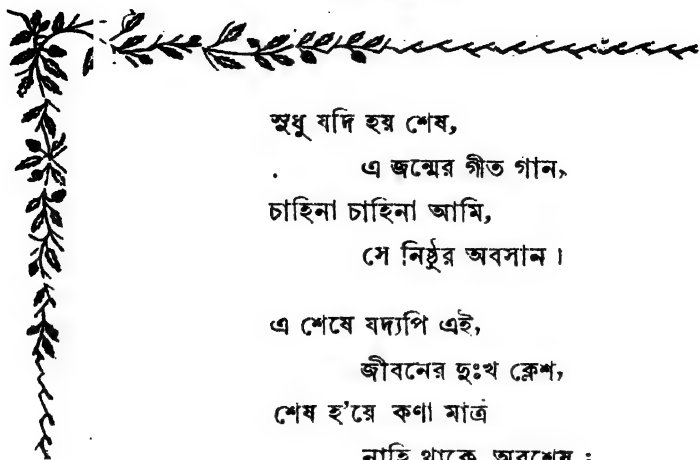 সুধু যদি হয় শেষ,
এ জন্মের গীত গান,
চাহিনা চাহিনা আমি,
সে নিষ্ঠুর অবসান ।
এ শেষে যদ্যপি এই,
জীবনের দুঃখ ক্লেশ,
শেষ হ'য়ে কণা মাত্র
নাহি থাকে অবশেষ ;